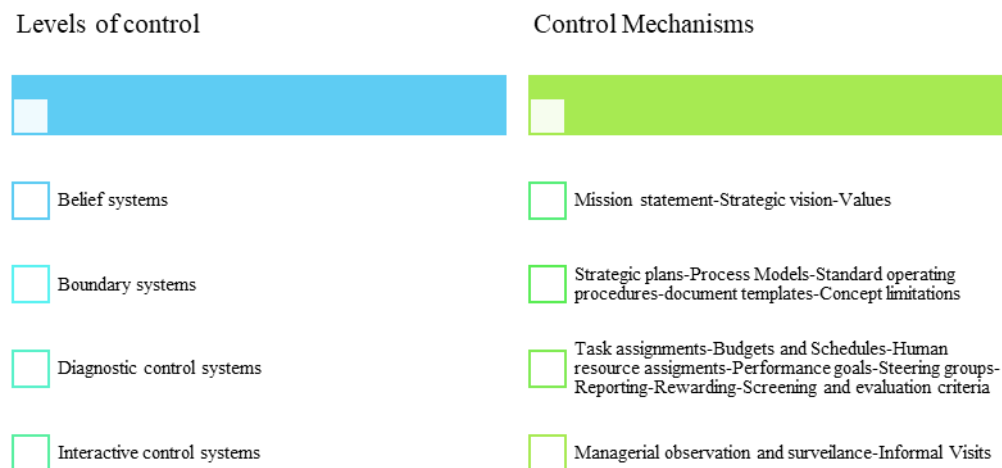 Levels of control
Control Mechanisms
Belief systems
Mission statement-Strategic vision-Values
Boundary systems
Strategic plans-Process Models-Standard operating
procedures-document templates-Concept limitations
Diagnostic control systems
Task assignments-Budgets and Schedules-Human
resource assigments-Performance goals-Steering groups-
Reporting-Rewarding-Screening and evaluation criteria
Interactive control systems
Managerial observation and surveilance-Informal Visits